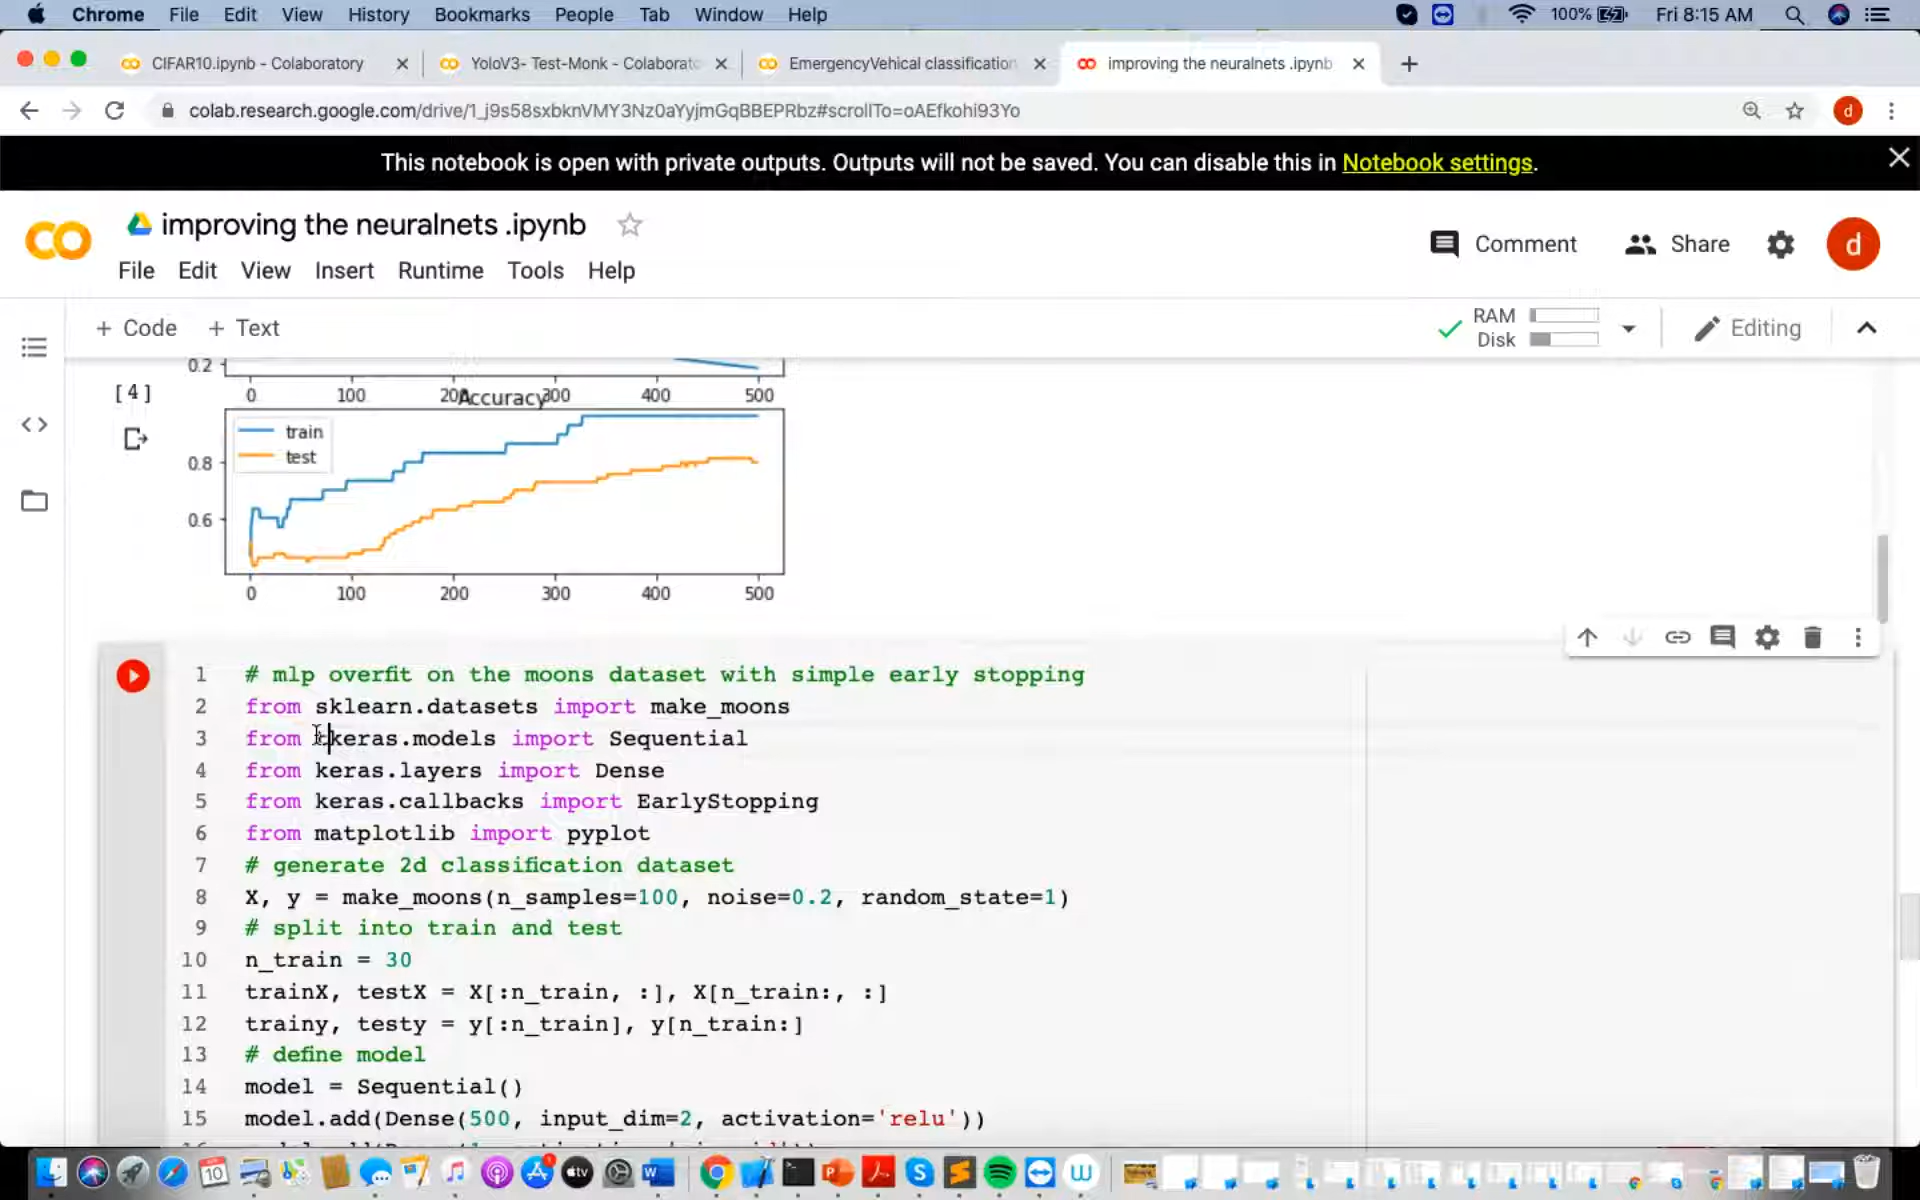 Chrome File Edit View History Bookmarks People Tab Window Help 100% Fri 8:15 AM
CIFAR10.ipynb - Colaboratory YoloV3- Test-Monk - Colaborato EmergencyVehical classification improving the neuralnets .ipynb
colab.research.google.com/drive/1_j9s58sxbknVMY3Nz0aYyjmGqBBEPRbz#scrollTo=oAEfkohi93Yo d
This notebook is open with private outputs. Outputs will not be saved. You can disable this in Notebook settings.
improving the neuralnets .ipynb
Comment Share d
File Edit View Insert Runtime Tools Help
+ Code + Text RAM Disk Editing
0.2
[4] 0 100 200 300 400 500
Accuracy
train
test
0.8
0.6
0 100 200 300 400 500
1 # mlp overfit on the moons dataset with simple early stopping
2 from sklearn.datasets import make_moons
3 from keras.models import Sequential
4 from keras.layers import Dense
5 from keras.callbacks import EarlyStopping
6 from matplotlib import pyplot
7 # generate 2d classification dataset
8 X, y = make_moons(n_samples=100, noise=0.2, random_state=1)
9 # split into train and test
10 n_train = 30
11 trainX, testX = X[:n_train, :], X[n_train:, :]
12 trainy, testy = y[:n_train], y[n_train:]
13 # define model
14 model = Sequential()
15 model.add(Dense(500, input_dim=2, activation='relu'))